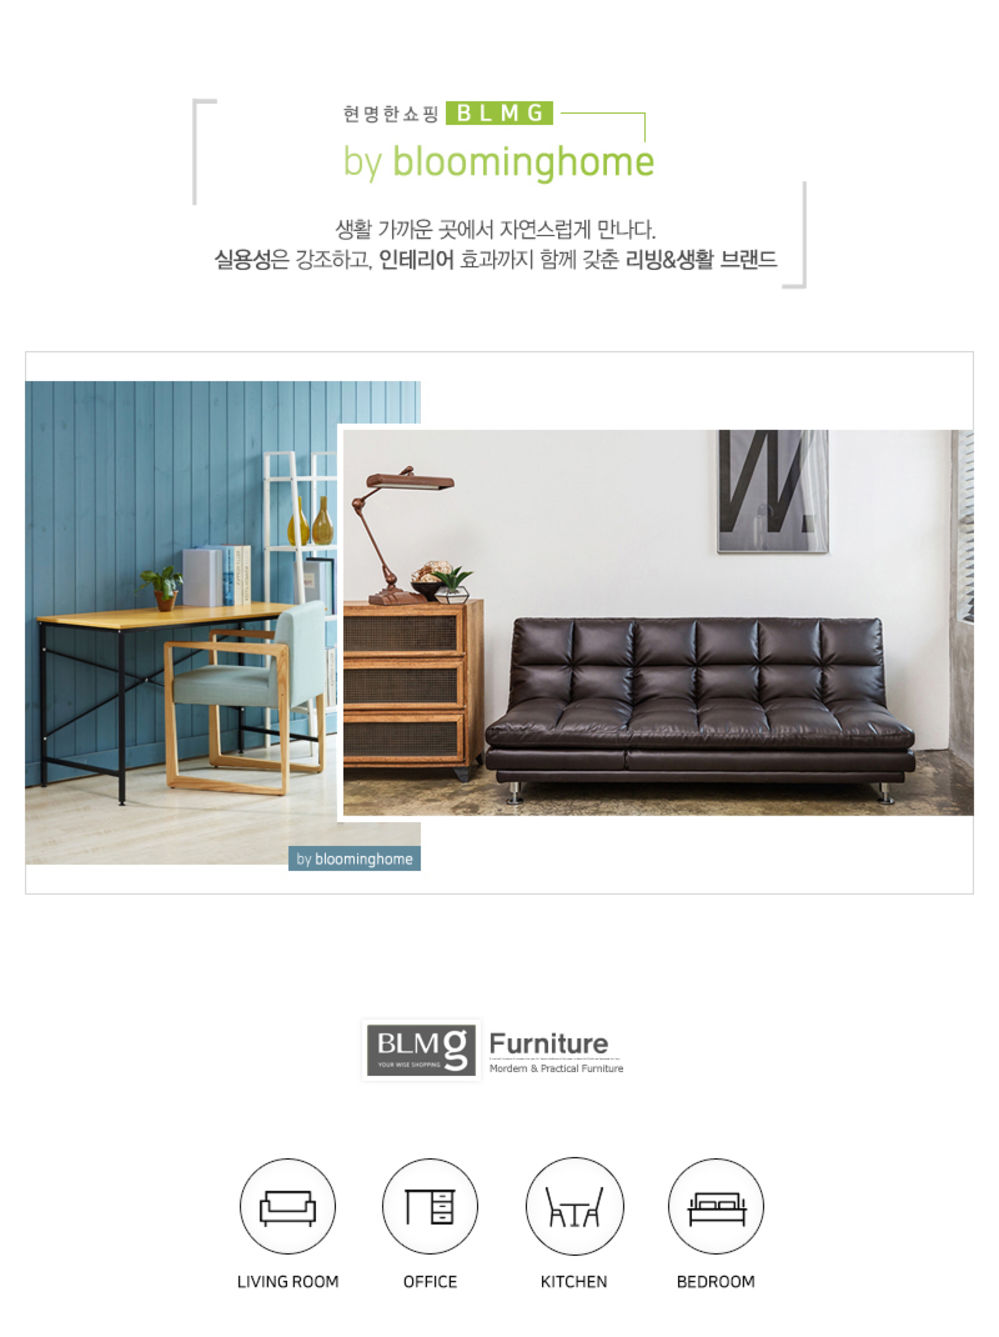 현명한쇼핑 BLMG
by bloominghome
생활 가까운 곳에서 자연스럽게 만나다.
실용성은 강조하고, 인테리어 효과까지 함께 갖춘 리빙&생활 브랜드
by bloominghome
BLMg
YOUR WISE SHOPPING
Furniture
Mordern & Practical Furniture
LIVING ROOM OFFICE KITCHEN BEDROOM